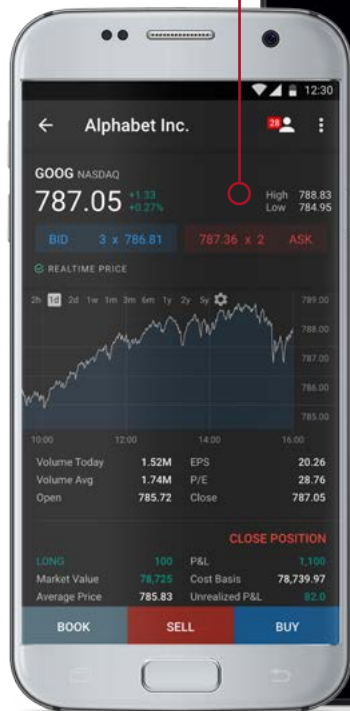 12:30
Alphabet Inc. 28
GOOG NASDAQ
787.05 +1.33 +0.27% High 788.83 Low 784.95
BID 3 x 786.81 787.36 x 2 ASK
REALTIME PRICE
2h 1d 2d 1w 1m 3m 6m 1y 2y 5y 789.00
788.00
787.00
786.00
785.00
10:00 12:00 14:00 16:00
Volume Today 1.52M EPS 20.26
Volume Avg 1.74M P/E 28.76
Open 785.72 Close 787.05
CLOSE POSITION
LONG 100 P&L 1,100
Market Value 78,725 Cost Basis 78,739.97
Average Price 785.83 Unrealized P&L 82.0
BOOK SELL BUY